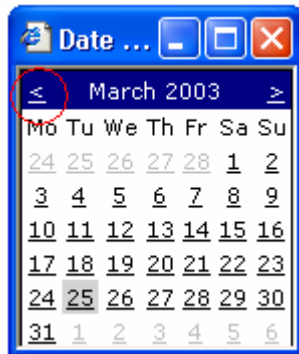 Date ...
< March 2003 >
Mo Tu We Th Fr Sa Su
24 25 26 27 28 1 2
3 4 5 6 7 8 9
10 11 12 13 14 15 16
17 18 19 20 21 22 23
24 25 26 27 28 29 30
31 1 2 3 4 5 6